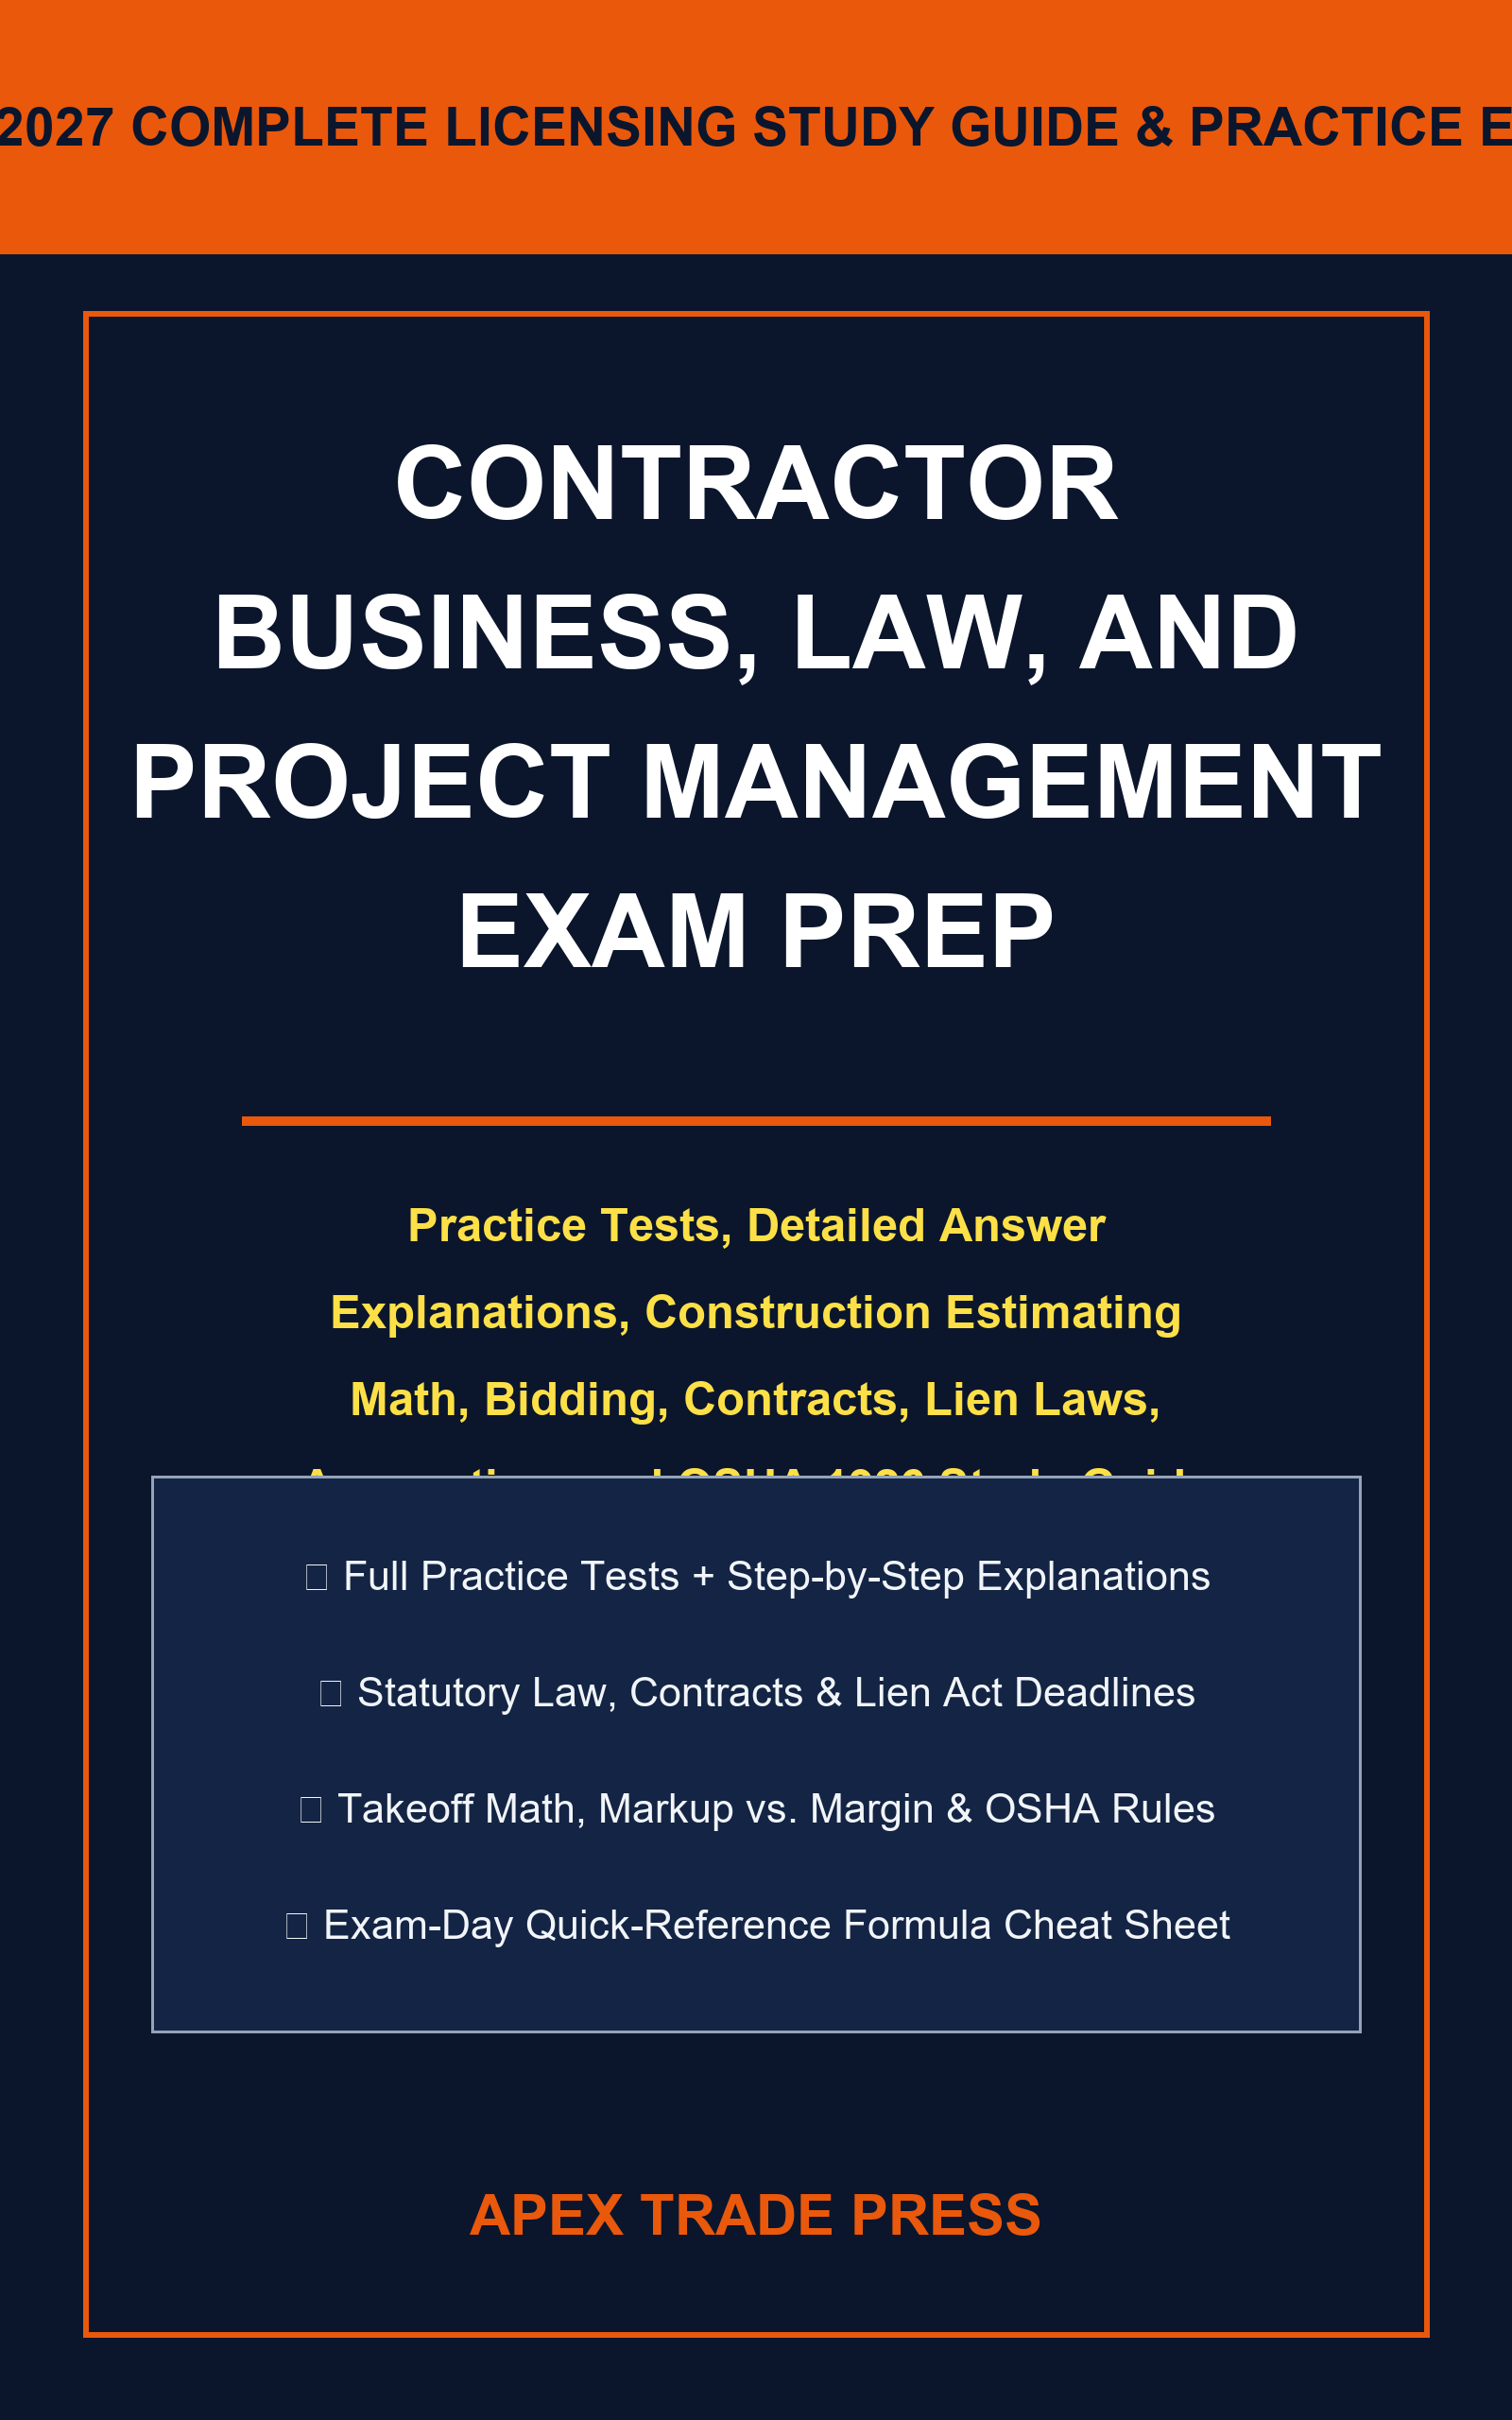 2027 COMPLETE LICENSING STUDY GUIDE & PRACTICE E
CONTRACTOR
BUSINESS, LAW, AND
PROJECT MANAGEMENT
EXAM PREP
Practice Tests, Detailed Answer
Explanations, Construction Estimating
Math, Bidding, Contracts, Lien Laws,
Full Practice Tests + Step-by-Step Explanations
Statutory Law, Contracts & Lien Act Deadlines
Takeoff Math, Markup vs. Margin & OSHA Rules
Exam-Day Quick-Reference Formula Cheat Sheet
APEX TRADE PRESS